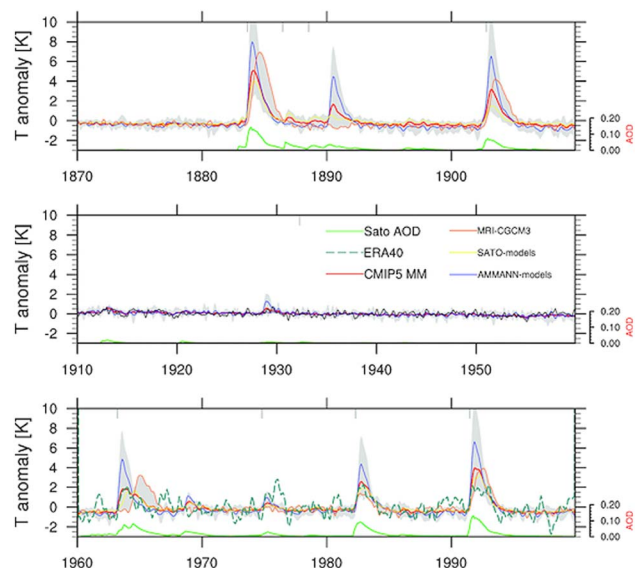 T anomaly [K]
10
8
6
4
2
0
-2
0.20
0.10
0.00
AOD
1870 1880 1890 1900
T anomaly [K]
10
8
6
4
2
0
-2
Sato AOD
ERA40
CMIP5 MM
MRI-CGCM3
SATO-models
AMMANN-models
0.20
0.10
0.00
AOD
1910 1920 1930 1940 1950
T anomaly [K]
10
8
6
4
2
0
-2
0.20
0.10
0.00
AOD
1960 1970 1980 1990